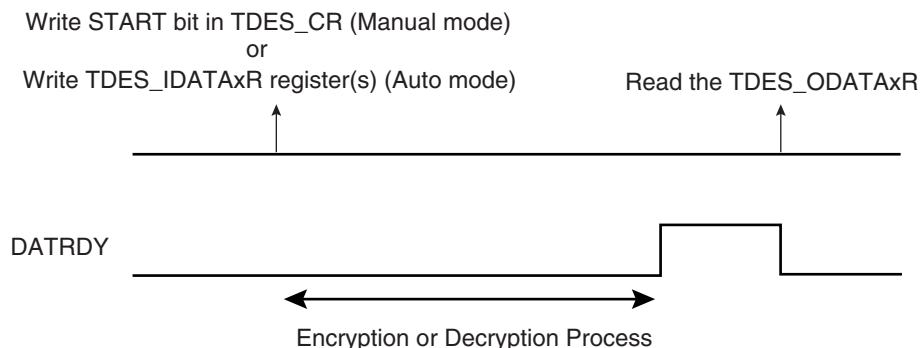 Write START bit in TDES_CR (Manual mode)
or
Write TDES_IDATAxR register(s) (Auto mode)
Read the TDES_ODATAxR
DATRDY
Encryption or Decryption Process